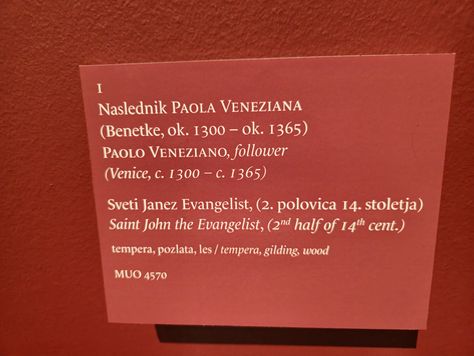 I
Naslednik PAOLA VENEZIANA
(Benetke, ok. 1300 – ok. 1365)
PAOLO VENEZIANO, follower
(Venice, c. 1300 – c. 1365)
Sveti Janez Evangelist, (2. polovica 14. stoletja)
Saint John the Evangelist, (2nd half of 14th cent.)
tempera, pozlata, les / tempera, gilding, wood
MUO 4570